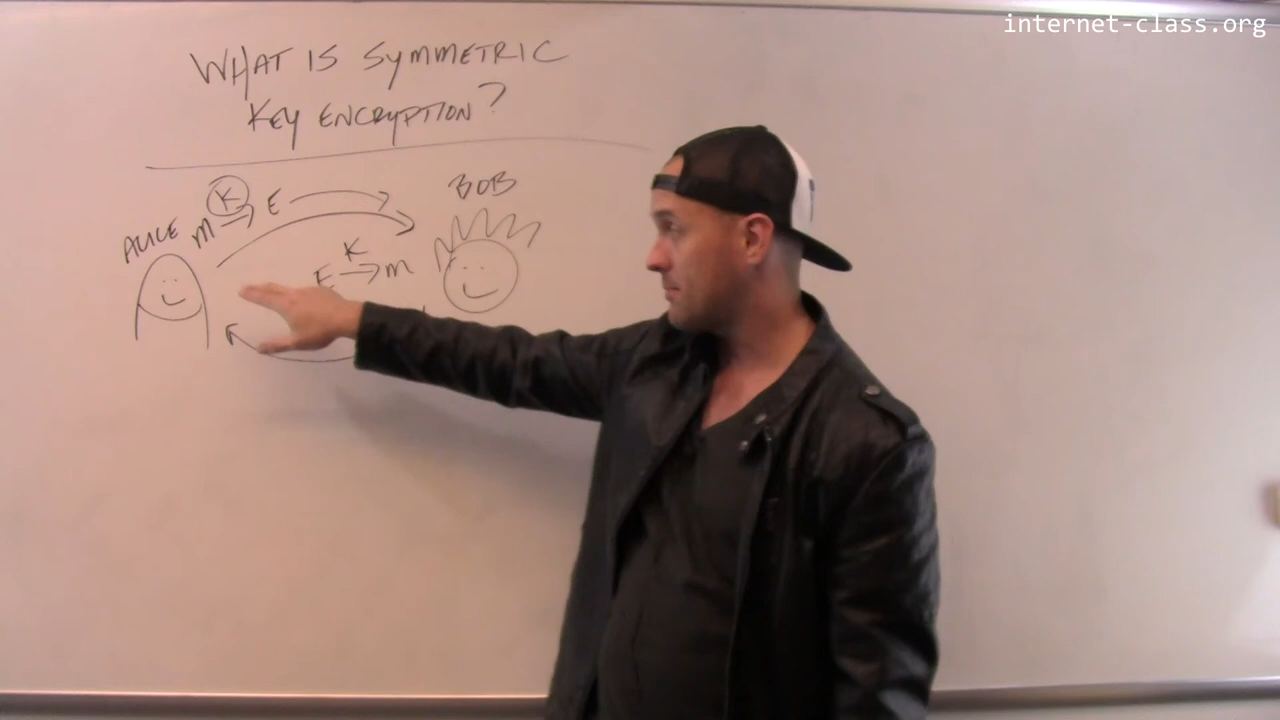 internet-class.org
WHAT IS SYMMETRIC
KEY ENCRYPTION?
BOB
K
M E
ALICE
K
E M